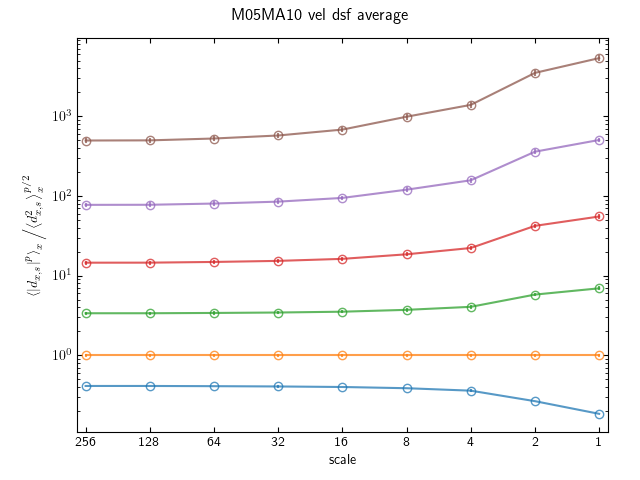 M05MA10 vel dsf average
⟨|d_{x,s}|^p⟩_x / ⟨d_{x,s}^2⟩_x^{p/2}
10^3
10^2
10^1
10^0
256 128 64 32 16 8 4 2 1
scale